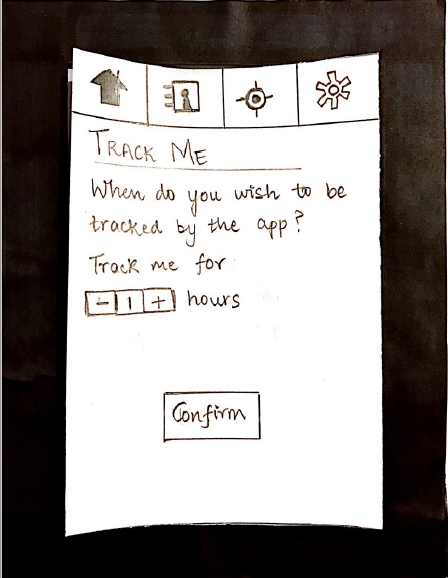 TRACK ME
When do you wish to be
tracked by the app?
Track me for
- 1 + hours
Confirm